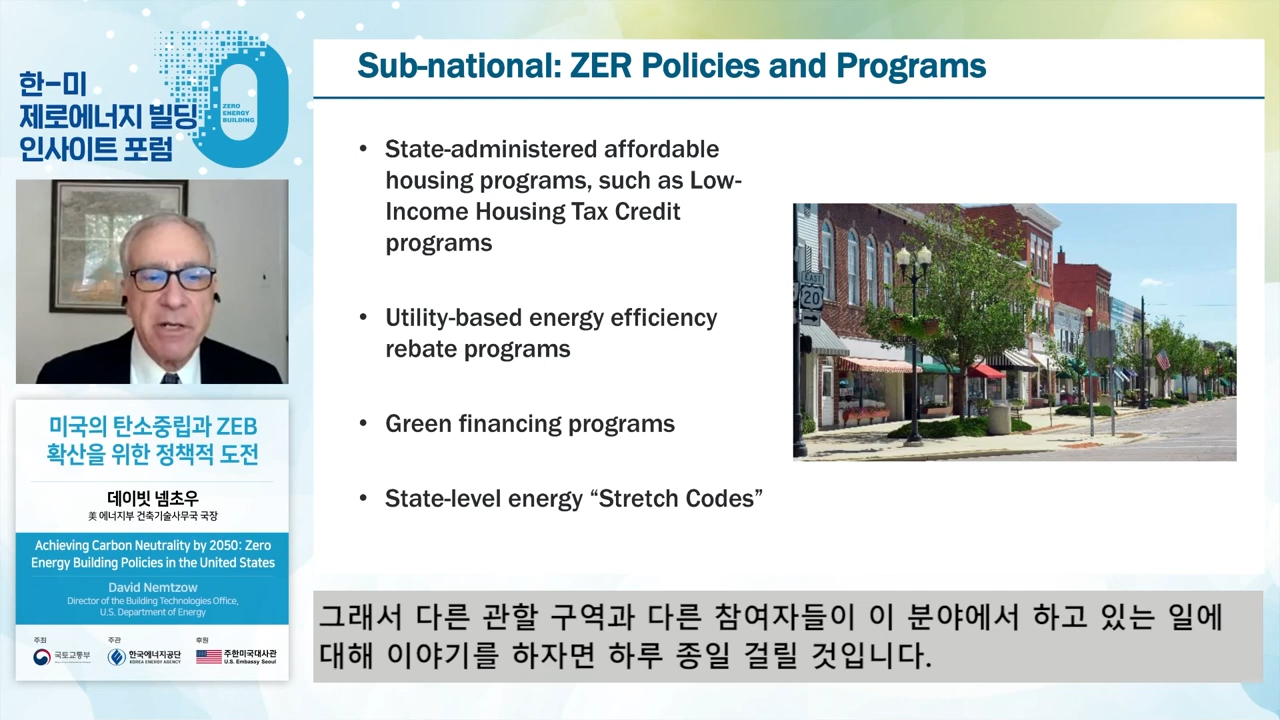 한-미
제로에너지 빌딩
인사이트 포럼
ZERO
ENERGY
BUILDING
Sub-national: ZER Policies and Programs
• State-administered affordable
housing programs, such as Low-
Income Housing Tax Credit
programs
• Utility-based energy efficiency
rebate programs
• Green financing programs
• State-level energy “Stretch Codes”
EAST
20
미국의 탄소중립과 ZEB
확산을 위한 정책적 도전
데이빗 넴초우
美 에너지부 건축기술사무국 국장
Achieving Carbon Neutrality by 2050: Zero
Energy Building Policies in the United States
David Nemtzow
Director of the Building Technologies Office,
U.S. Department of Energy
주최
국토교통부
주관
한국에너지공단
KOREA ENERGY AGENCY
후원
주한미국대사관
U.S. Embassy Seoul
그래서 다른 관할 구역과 다른 참여자들이 이 분야에서 하고 있는 일에
대해 이야기를 하자면 하루 종일 걸릴 것입니다.